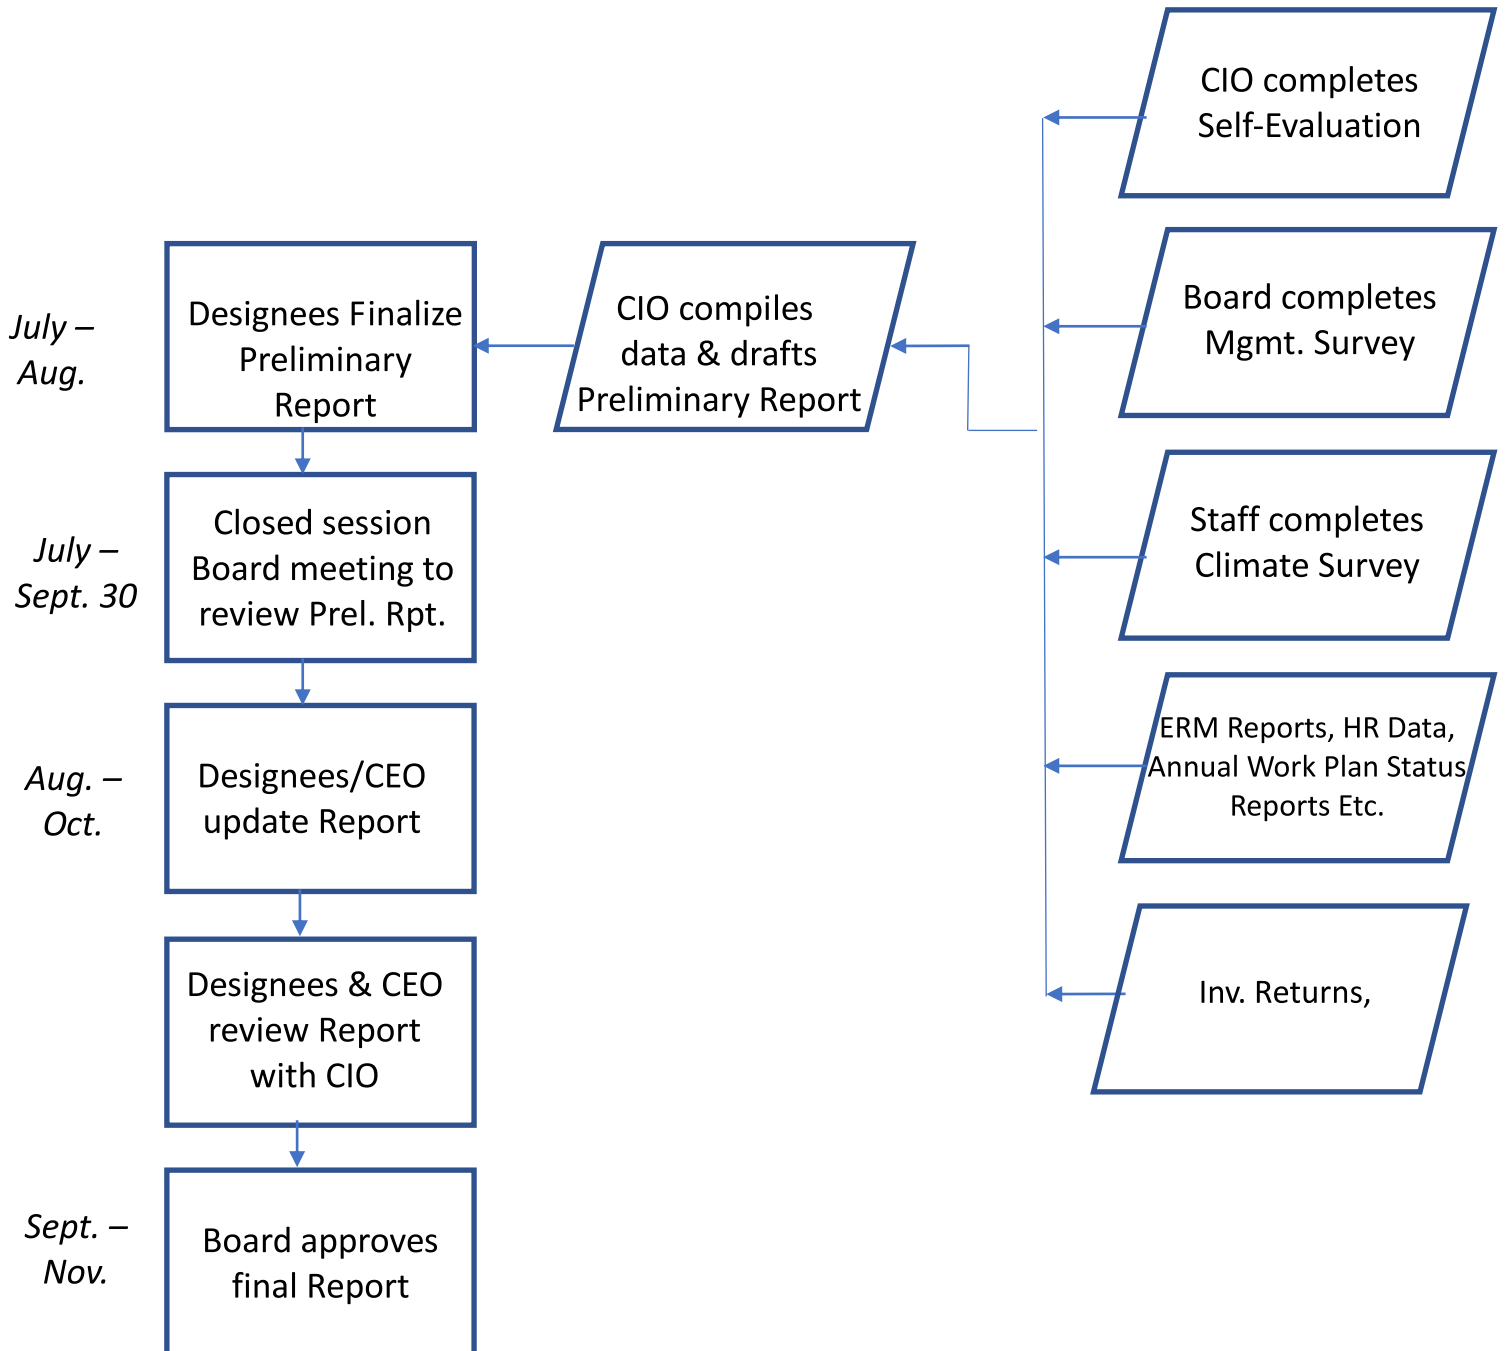 CIO completes
Self-Evaluation
Board completes
Mgmt. Survey
Staff completes
Climate Survey
ERM Reports, HR Data,
Annual Work Plan Status
Reports Etc.
Inv. Returns,
CIO compiles
data & drafts
Preliminary Report
July –
Aug.
Designees Finalize
Preliminary
Report
July –
Sept. 30
Closed session
Board meeting to
review Prel. Rpt.
Aug. –
Oct.
Designees/CEO
update Report
Designees & CEO
review Report
with CIO
Sept. –
Nov.
Board approves
final Report